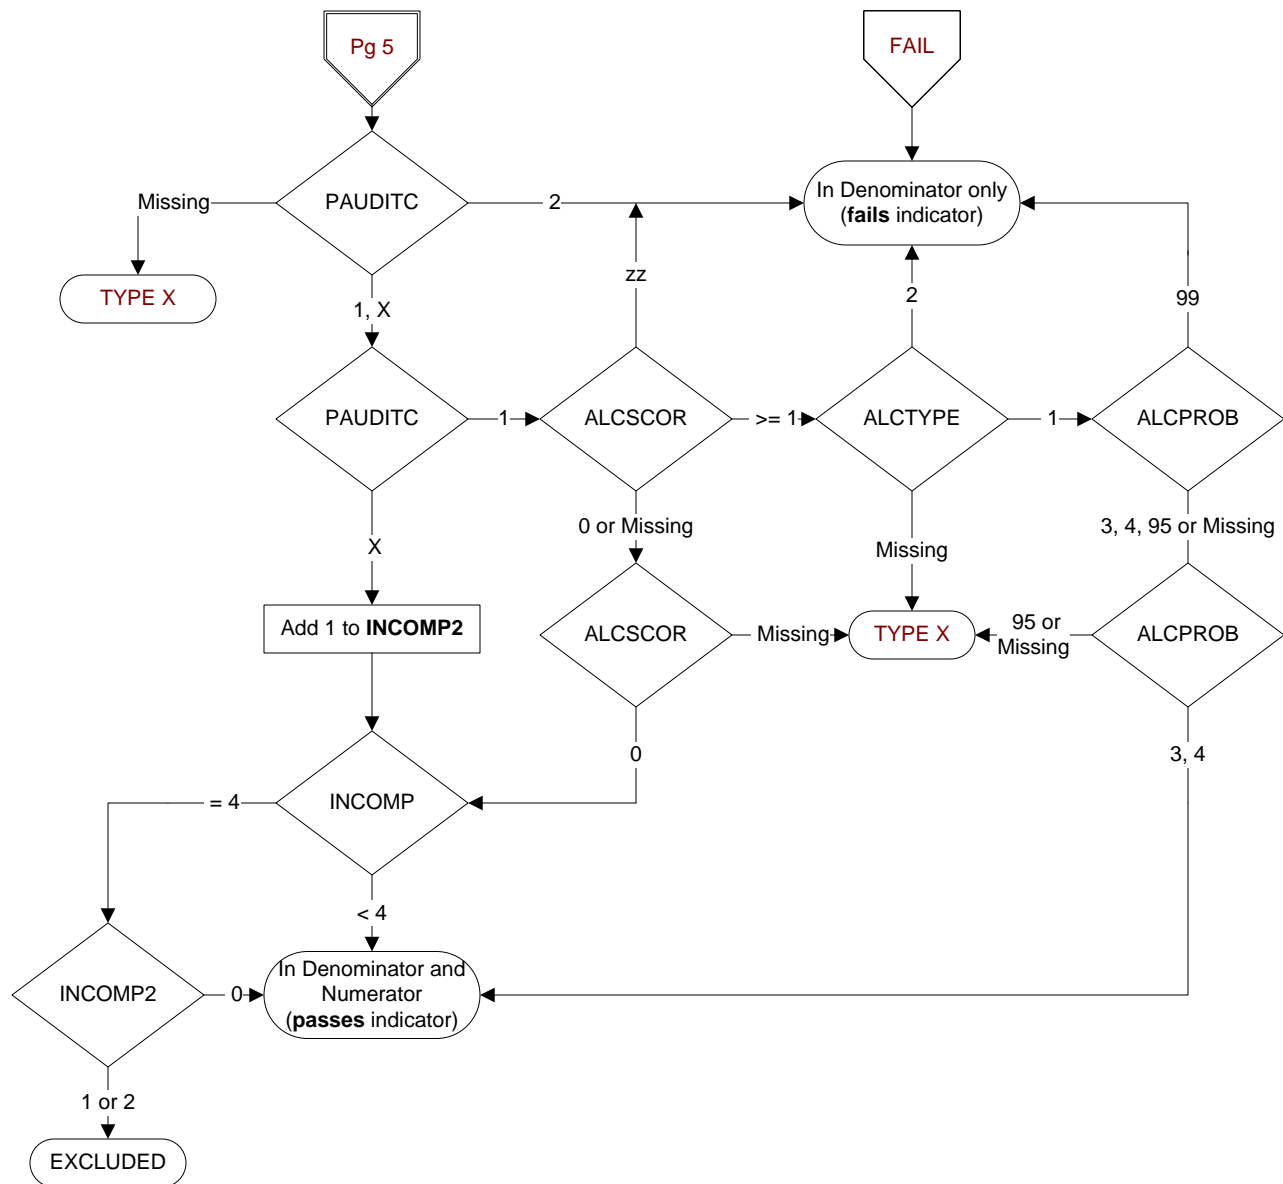 Pg 5
FAIL
Missing
PAUDITC
2
In Denominator only
(fails indicator)
TYPE X
zz
2
99
1, X
PAUDITC
1
ALCSCOR
>= 1
ALCTYPE
1
ALCPROB
0 or Missing
3, 4, 95 or Missing
X
Missing
Add 1 to INCOMP2
ALCSCOR
Missing
TYPE X
95 or
Missing
ALCPROB
0
3, 4
= 4
INCOMP
< 4
INCOMP2
0
In Denominator and
Numerator
(passes indicator)
1 or 2
EXCLUDED